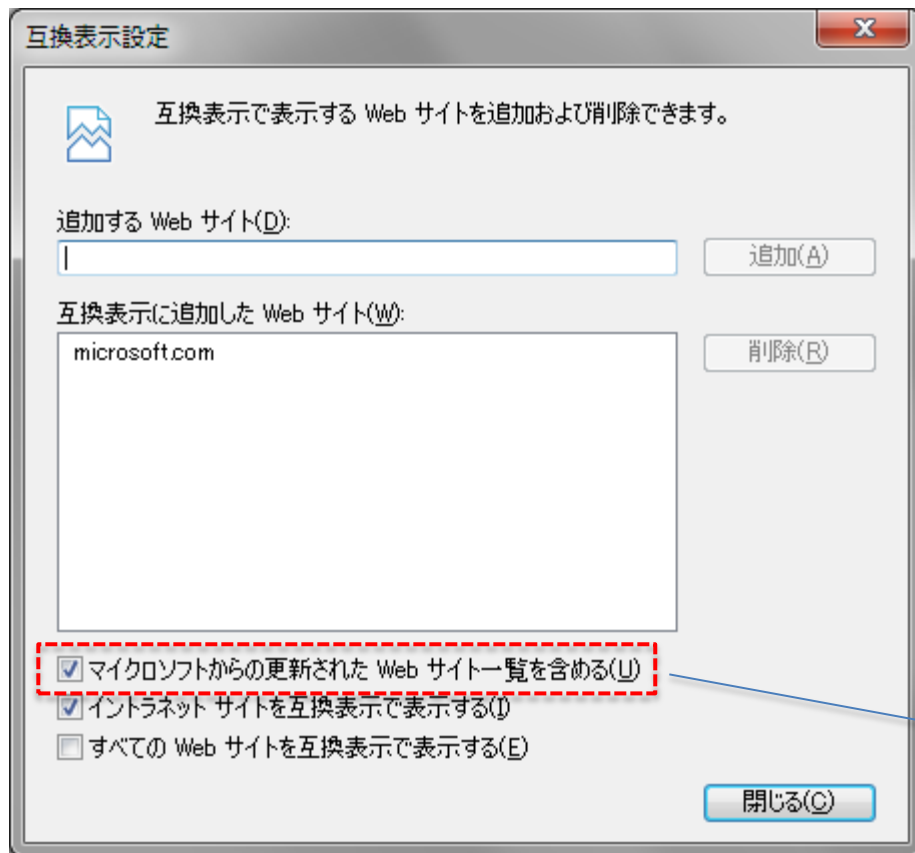 互換表示設定
互換表示で表示する Web サイトを追加および削除できます。
追加する Web サイト(D):
追加(A)
互換表示に追加した Web サイト(W):
microsoft.com
削除(R)
マイクロソフトからの更新された Web サイト一覧を含める(U)
イントラネット サイトを互換表示で表示する(I)
すべての Web サイトを互換表示で表示する(E)
閉じる(C)